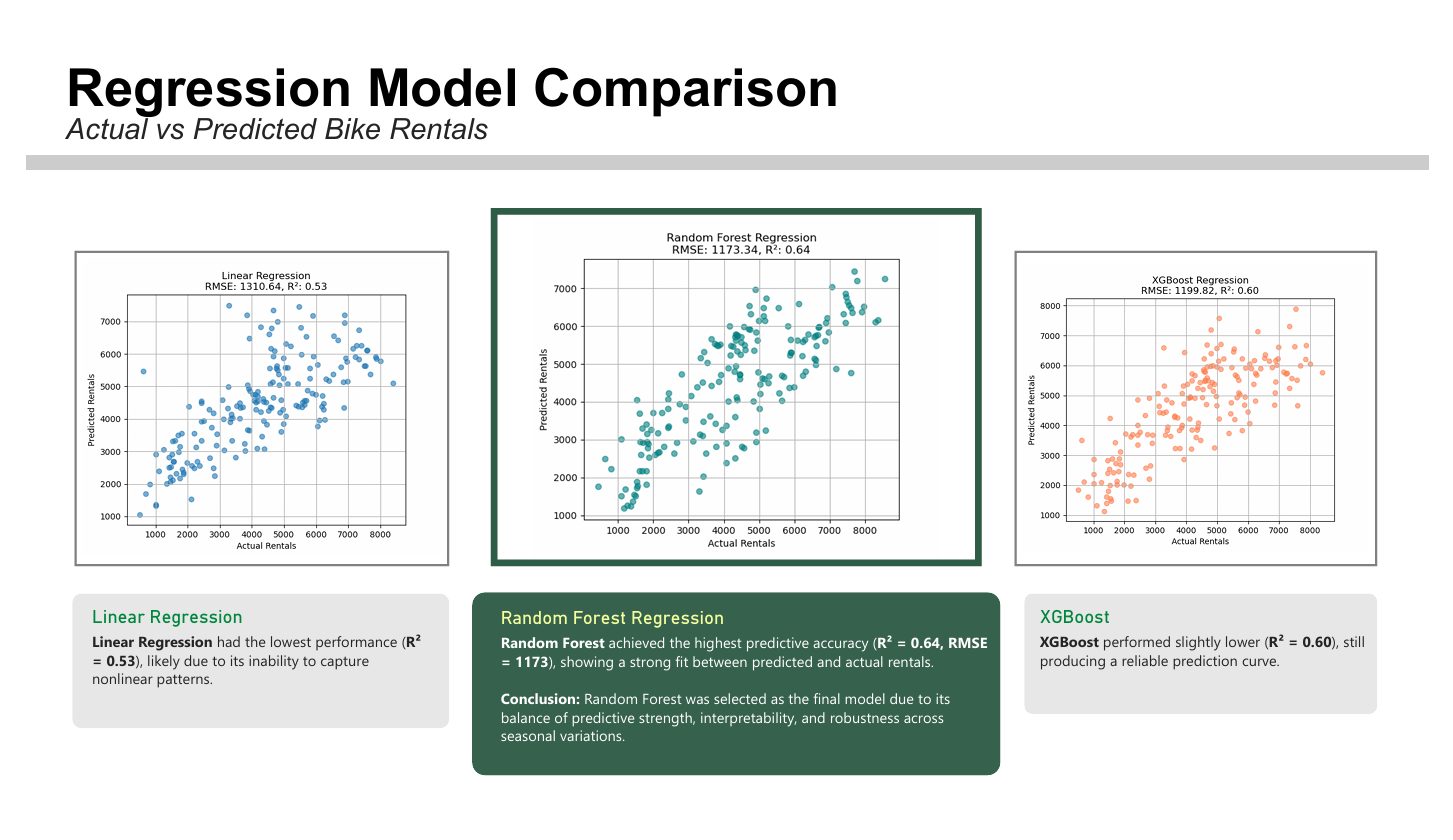 Regression Model Comparison
Actual vs Predicted Bike Rentals
Linear Regression
RMSE: 1310.64, R²: 0.53
Predicted Rentals
7000
6000
5000
4000
3000
2000
1000
1000 2000 3000 4000 5000 6000 7000 8000
Actual Rentals
Random Forest Regression
RMSE: 1173.34, R²: 0.64
Predicted Rentals
7000
6000
5000
4000
3000
2000
1000
1000 2000 3000 4000 5000 6000 7000 8000
Actual Rentals
XGBoost Regression
RMSE: 1199.82, R²: 0.60
Predicted Rentals
8000
7000
6000
5000
4000
3000
2000
1000
1000 2000 3000 4000 5000 6000 7000 8000
Actual Rentals
Linear Regression
Linear Regression had the lowest performance (R²
= 0.53), likely due to its inability to capture
nonlinear patterns.
Random Forest Regression
Random Forest achieved the highest predictive accuracy (R² = 0.64, RMSE
= 1173), showing a strong fit between predicted and actual rentals.
Conclusion: Random Forest was selected as the final model due to its
balance of predictive strength, interpretability, and robustness across
seasonal variations.
XGBoost
XGBoost performed slightly lower (R² = 0.60), still
producing a reliable prediction curve.